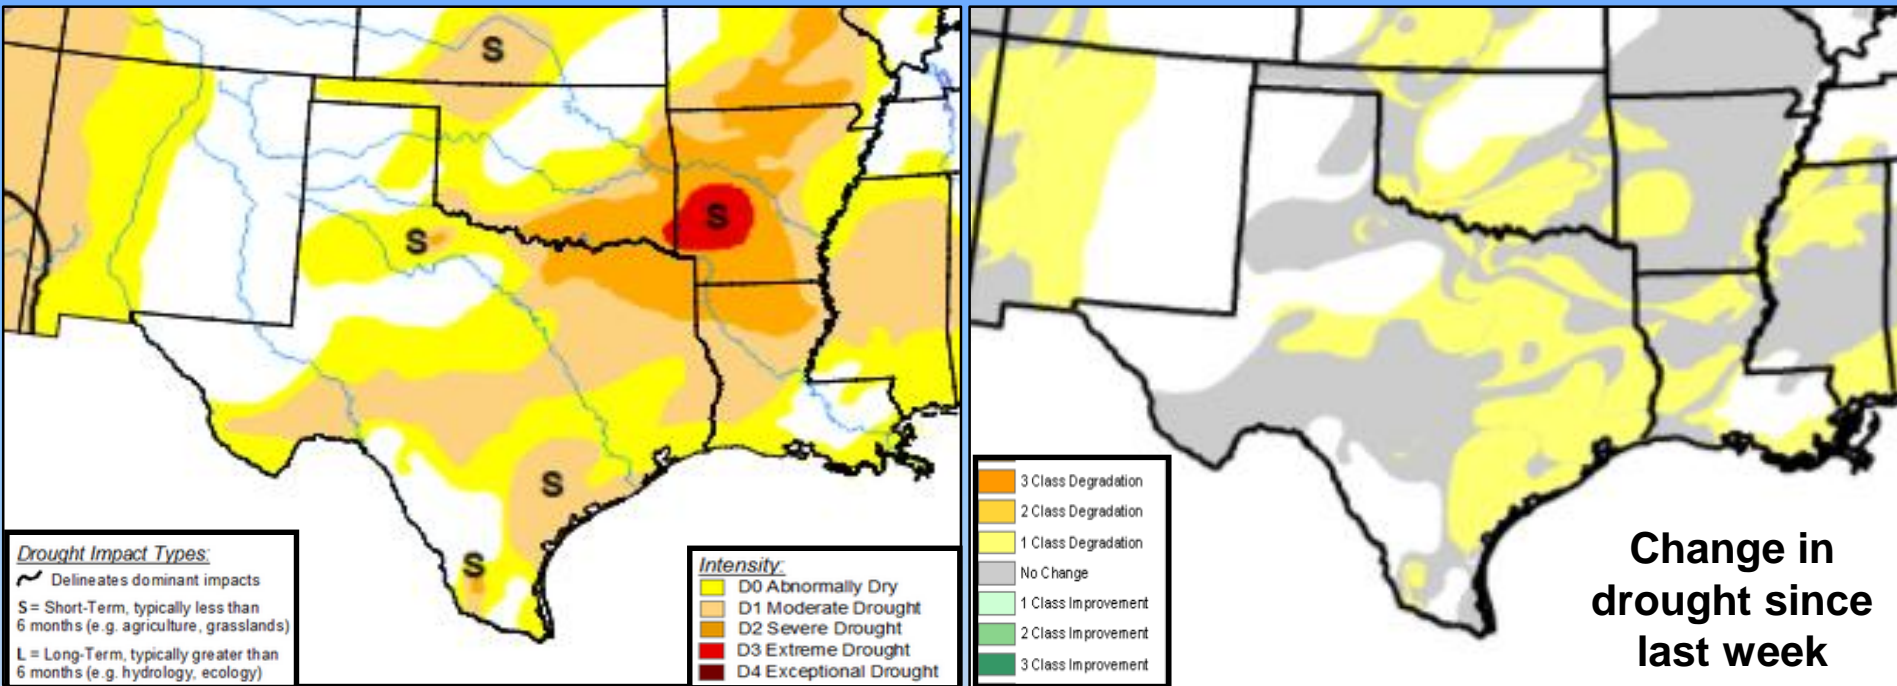 S
S
S
S
S
Drought Impact Types:
Delineates dominant impacts
S = Short-Term, typically less than
6 months (e.g. agriculture, grasslands)
L = Long-Term, typically greater than
6 months (e.g. hydrology, ecology)
Intensity:
D0 Abnormally Dry
D1 Moderate Drought
D2 Severe Drought
D3 Extreme Drought
D4 Exceptional Drought
3 Class Degradation
2 Class Degradation
1 Class Degradation
No Change
1 Class Improvement
2 Class Improvement
3 Class Improvement
Change in
drought since
last week